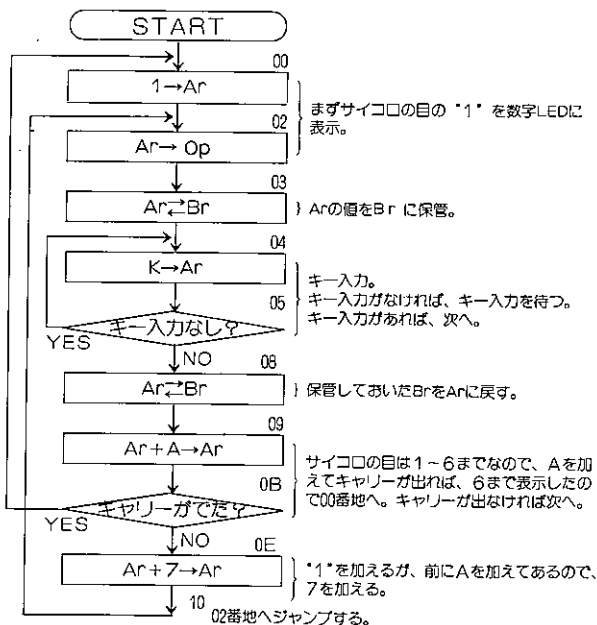 START
00
1→Ar
まずサイコロの目の"1"を数字LEDに
表示。
02
Ar→Op
03
Ar⇄Br
Arの値をBrに保管。
04
K→Ar
キー入力。
キー入力がなければ、キー入力を待つ。
キー入力があれば、次へ。
05
キー入力なし？
YES
NO
08
Ar⇄Br
保管しておいたBrをArに戻す。
09
Ar+A→Ar
サイコロの目は1~6までなので、Aを加
えてキャリーが出れば、6まで表示したの
で00番地へ。キャリーが出なければ次へ。
0B
キャリーがでた？
YES
NO
0E
Ar+7→Ar
"1"を加えるが、前にAを加えてあるので、
7を加える。
10
02番地へジャンプする。